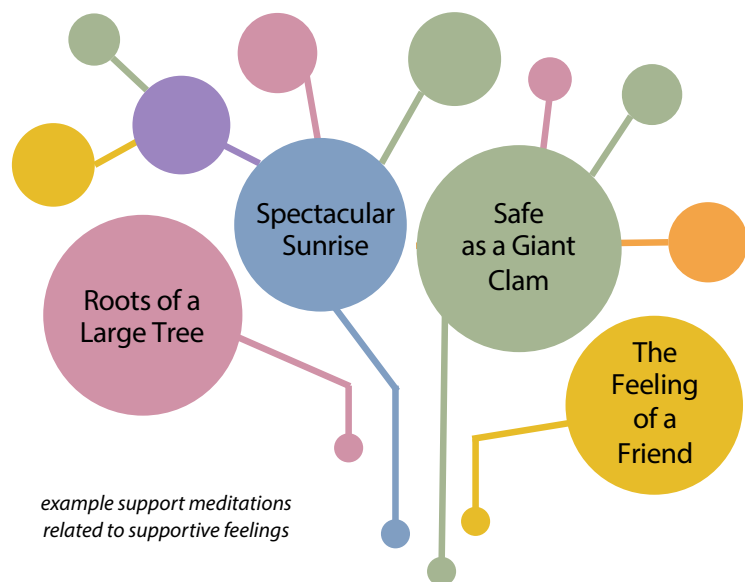 Spectacular
Sunrise
Safe
as a Giant
Clam
Roots of a
Large Tree
The
Feeling
of a
Friend
example support meditations
related to supportive feelings